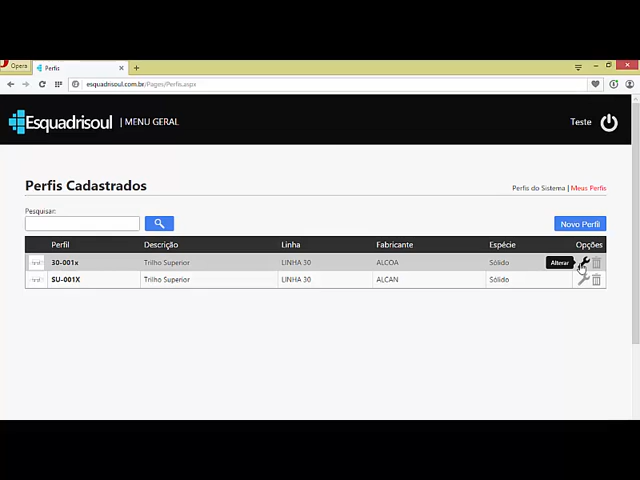 Opera
Perfis
esquadrisoul.com.br/Pages/Perfis.aspx
Esquadrisoul | MENU GERAL
Teste
Perfis Cadastrados
Perfis do Sistema | Meus Perfis
Pesquisar:
Novo Perfil
Perfil Descrição Linha Fabricante Espécie Opções
30-001x Trilho Superior LINHA 30 ALCOA Sólido Alterar
SU-001X Trilho Superior LINHA 30 ALCAN Sólido